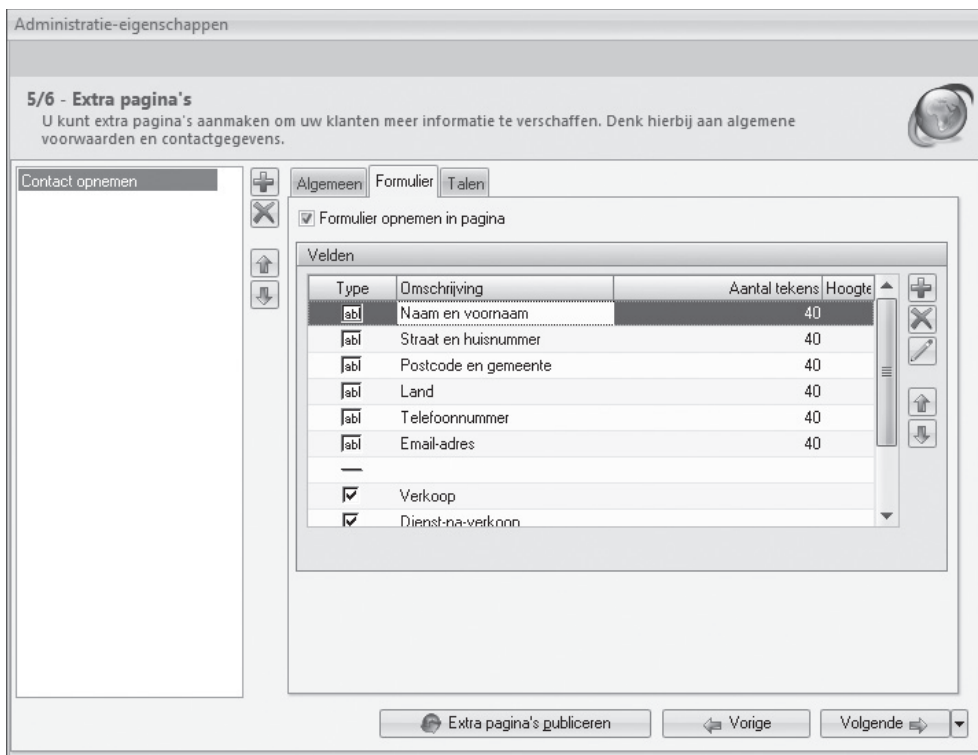 Administratie-eigenschappen
5/6 - Extra pagina's
U kunt extra pagina's aanmaken om uw klanten meer informatie te verschaffen. Denk hierbij aan algemene
voorwaarden en contactgegevens.
Contact opnemen
Algemeen Formulier Talen
Formulier opnemen in pagina
Velden
Type Omschrijving Aantal tekens Hoogte
abl Naam en voornaam 40
abl Straat en huisnummer 40
abl Postcode en gemeente 40
abl Land 40
abl Telefoonnummer 40
abl Email-adres 40
Verkoop
Dienst-na-verkoop
Extra pagina's publiceren Vorige Volgende